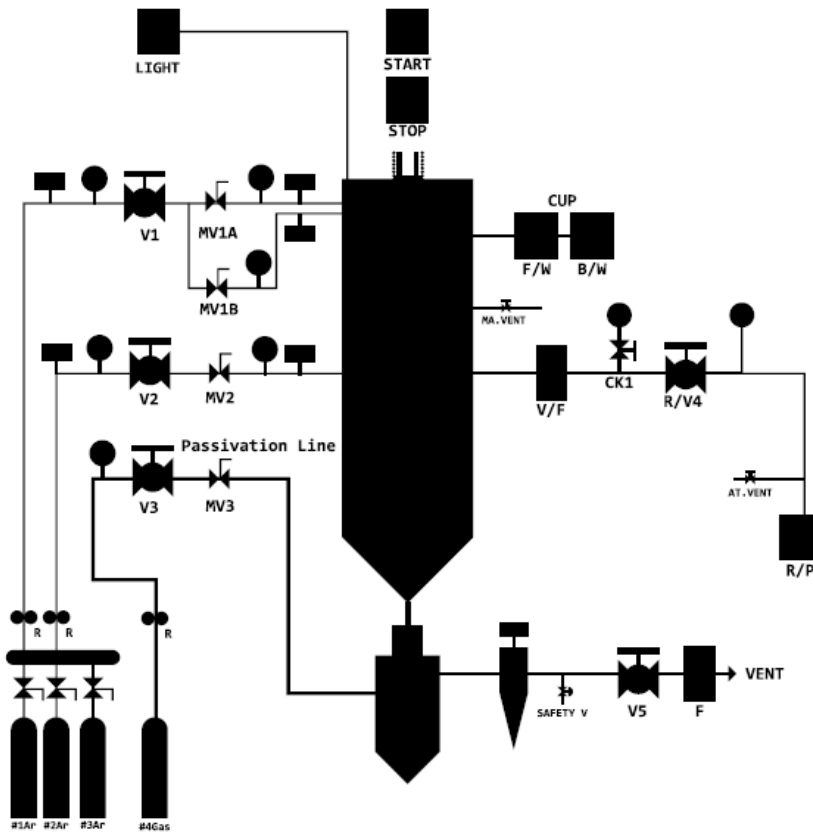 LIGHT
START
STOP
CUP
F/W
B/W
V1
MV1A
MV1B
MA.VENT
V2
MV2
V/F
CK1
R/V4
Passivation Line
V3
MV3
AT.VENT
R/P
R
R
R
VENT
SAFETY V
V5
F
#1Ar
#2Ar
#3Ar
#4Gas